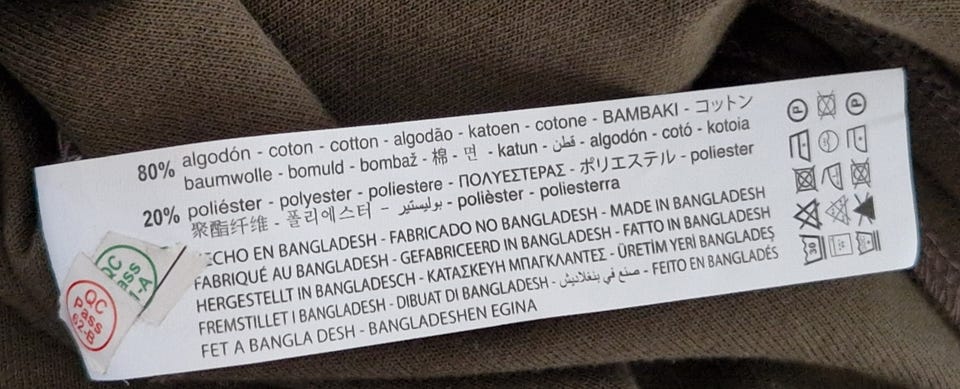 80% algodón - coton - cotton - algodão - katoen - cotone - BAMBAKI - コットン
baumwolle - bomuld - bombaž - 棉 - 면 - katun - قطن - algodón - cotó - kotoia
20% poliéster - polyester - poliestere - ΠΟΛΥΕΣΤΕΡΑΣ - ポリエステル - poliester
聚酯纤维 - 폴리에스터 - بوليستير - polièster - poliesterra
ECHO EN BANGLADESH - FABRICADO NO BANGLADESH - MADE IN BANGLADESH
FABRIQUÉ AU BANGLADESH - GEFABRICEERD IN BANGLADESH - FATTO IN BANGLADESH
HERGESTELLT IN BANGLADESCH - ΚΑΤΑΣΚΕΥΗ ΜΠΑΓΚΛΑΝΤΕΣ - ÜRETİM YERİ BANGLADEŞ
FREMSTILLET I BANGLADESH - DIBUAT DI BANGLADESH - صنع في بنغلاديش - FEITO EN BANGLADÉS
FET A BANGLA DESH - BANGLADESHEN EGINA
QC
Pass
62-B
QC
ass
-A
P P